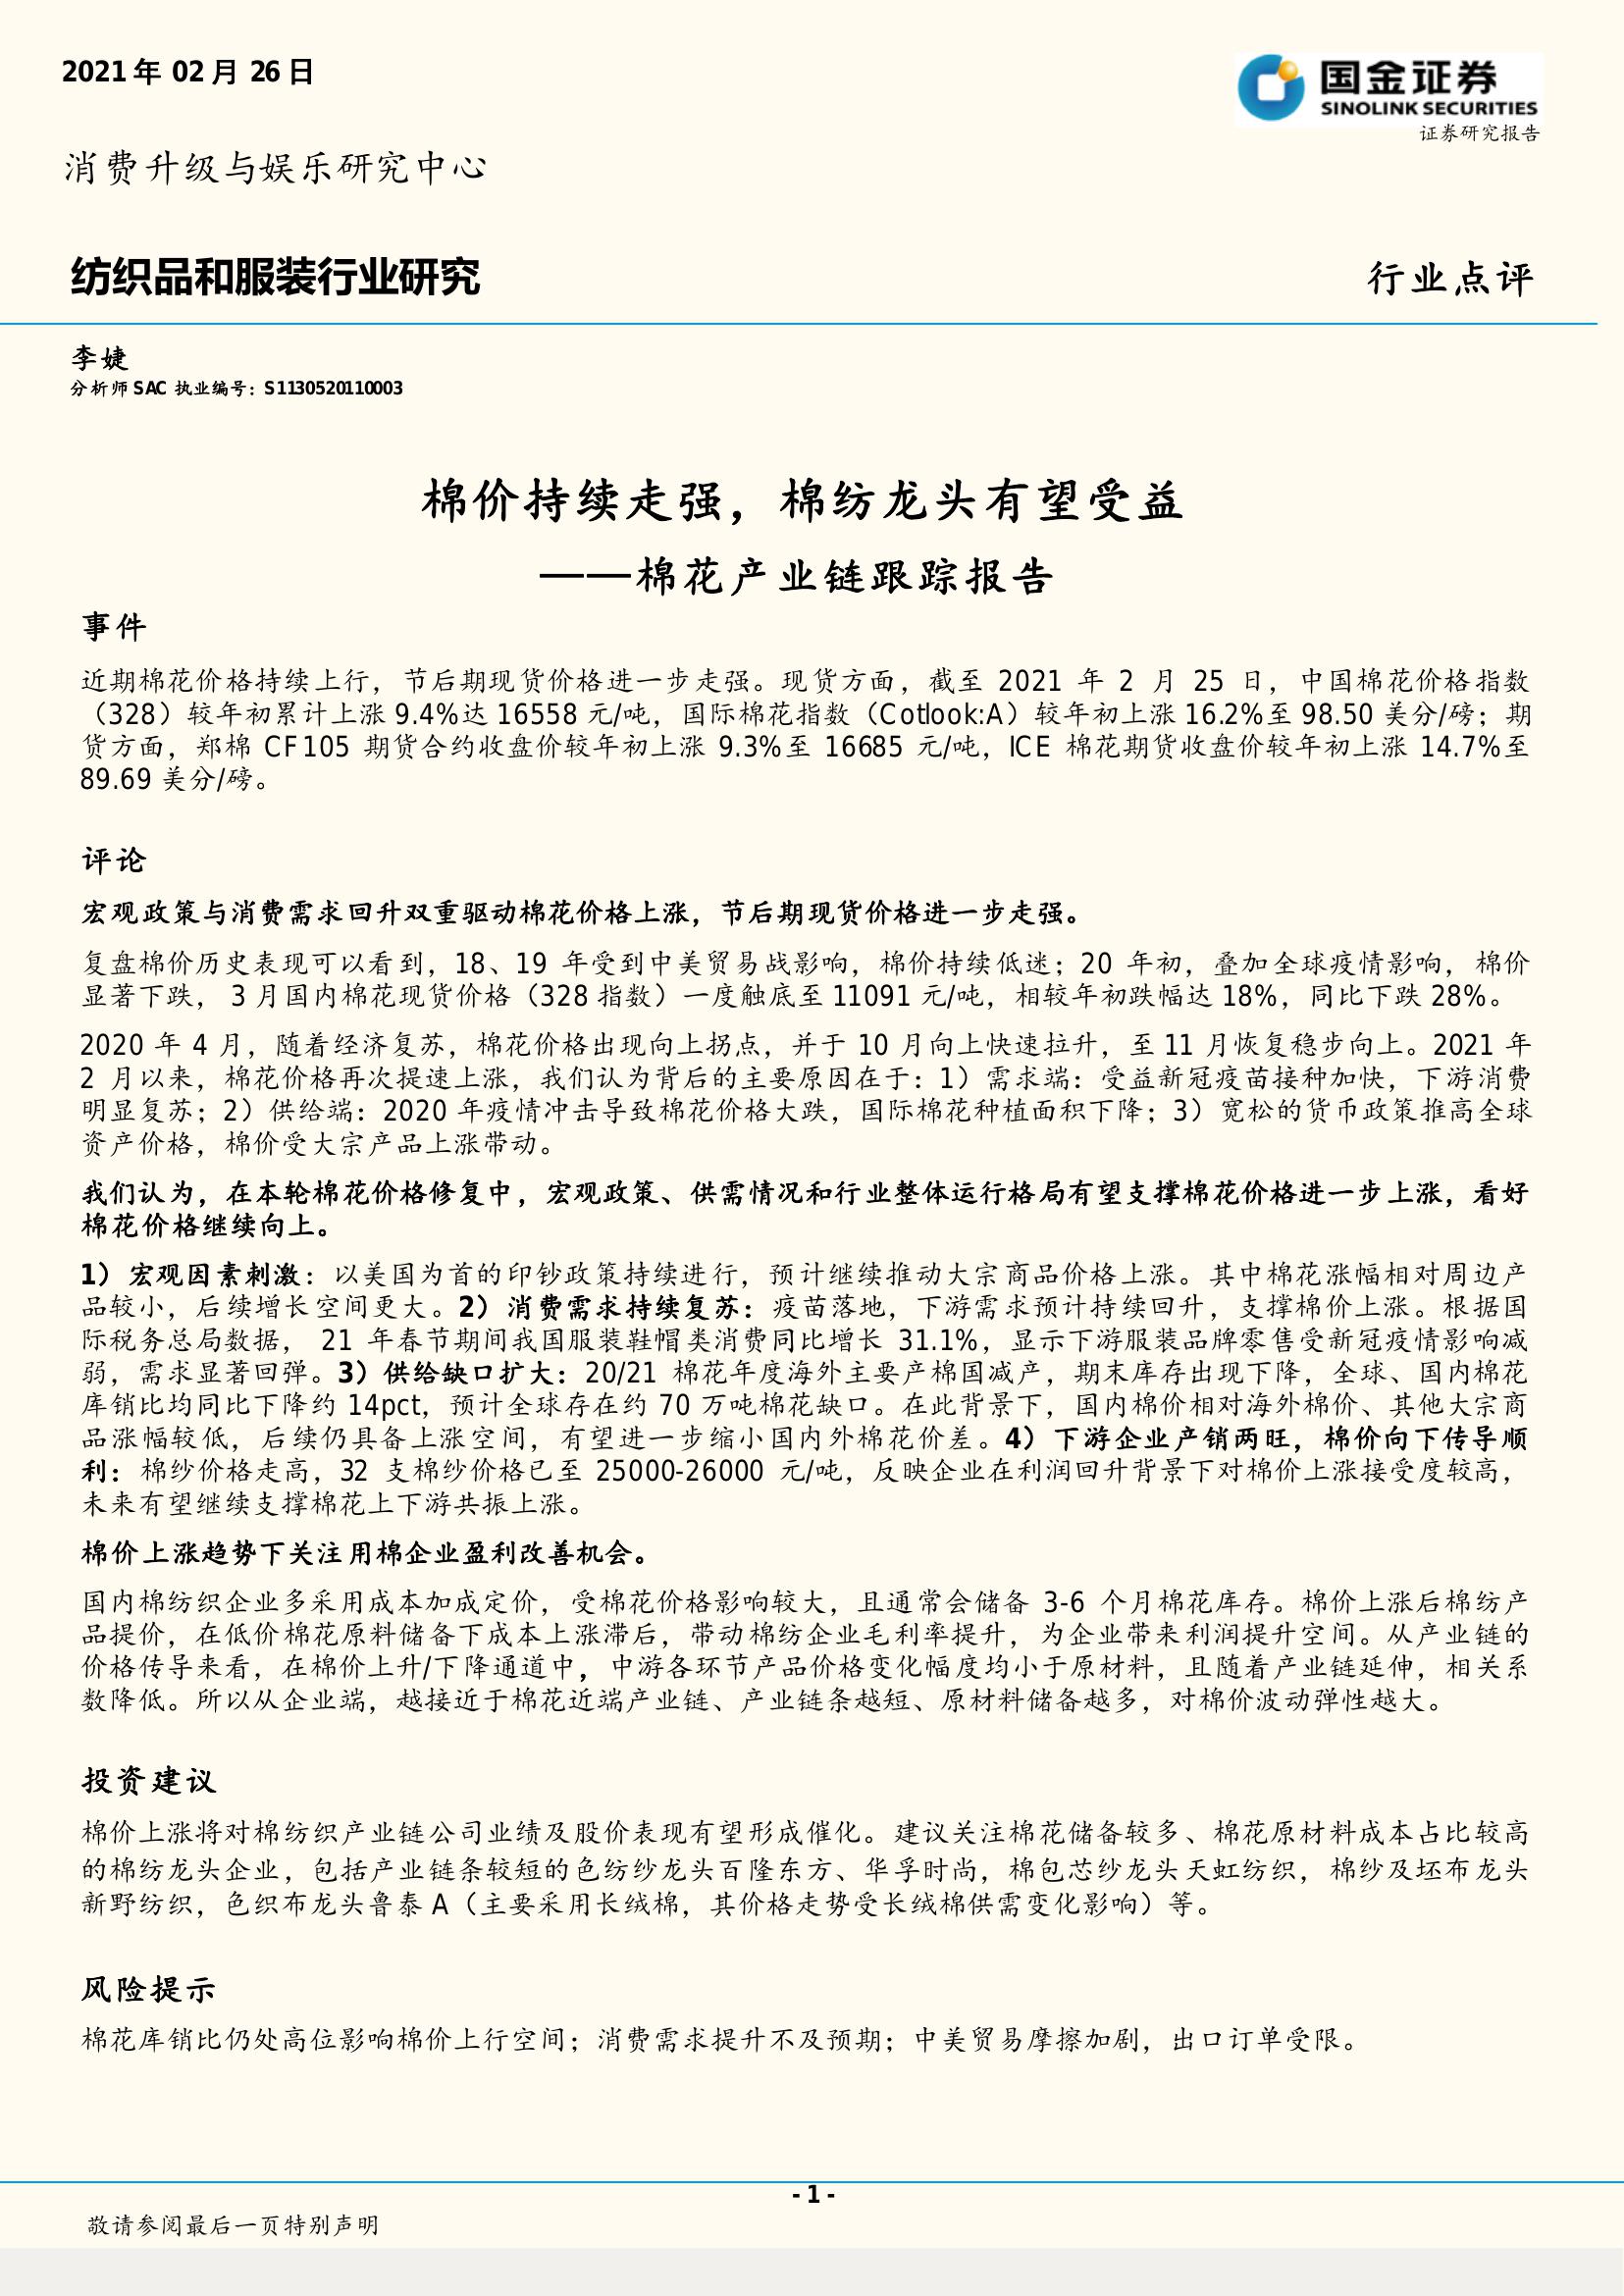 2021年 02月 26日
国金证券
SINOLINK SECURITIES
证券研究报告
消费升级与娱乐研究中心
纺织品和服装行业研究
行业点评
李婕
分析师 SAC 执业编号：S1130520110003
棉价持续走强，棉纺龙头有望受益
——棉花产业链跟踪报告
事件
近期棉花价格持续上行，节后期现货价格进一步走强。现货方面，截至 2021 年 2 月 25 日，中国棉花价格指数
（328）较年初累计上涨 9.4%达 16558 元/吨，国际棉花指数（Cotlook:A）较年初上涨 16.2%至 98.50 美分/磅；期
货方面，郑棉 CF105 期货合约收盘价较年初上涨 9.3%至 16685 元/吨，ICE 棉花期货收盘价较年初上涨 14.7%至
89.69 美分/磅。
评论
宏观政策与消费需求回升双重驱动棉花价格上涨，节后期现货价格进一步走强。
复盘棉价历史表现可以看到，18、19 年受到中美贸易战影响，棉价持续低迷；20 年初，叠加全球疫情影响，棉价
显著下跌， 3 月国内棉花现货价格（328 指数）一度触底至 11091 元/吨，相较年初跌幅达 18%，同比下跌 28%。
2020 年 4 月，随着经济复苏，棉花价格出现向上拐点，并于 10 月向上快速拉升，至 11 月恢复稳步向上。2021 年
2 月以来，棉花价格再次提速上涨，我们认为背后的主要原因在于：1）需求端：受益新冠疫苗接种加快，下游消费
明显复苏；2）供给端：2020 年疫情冲击导致棉花价格大跌，国际棉花种植面积下降；3）宽松的货币政策推高全球
资产价格，棉价受大宗产品上涨带动。
我们认为，在本轮棉花价格修复中，宏观政策、供需情况和行业整体运行格局有望支撑棉花价格进一步上涨，看好
棉花价格继续向上。
1）宏观因素刺激：以美国为首的印钞政策持续进行，预计继续推动大宗商品价格上涨。其中棉花涨幅相对周边产
品较小，后续增长空间更大。2）消费需求持续复苏：疫苗落地，下游需求预计持续回升，支撑棉价上涨。根据国
际税务总局数据， 21 年春节期间我国服装鞋帽类消费同比增长 31.1%，显示下游服装品牌零售受新冠疫情影响减
弱，需求显著回弹。3）供给缺口扩大：20/21 棉花年度海外主要产棉国减产，期末库存出现下降，全球、国内棉花
库销比均同比下降约 14pct，预计全球存在约 70 万吨棉花缺口。在此背景下，国内棉价相对海外棉价、其他大宗商
品涨幅较低，后续仍具备上涨空间，有望进一步缩小国内外棉花价差。4）下游企业产销两旺，棉价向下传导顺
利：棉纱价格走高，32 支棉纱价格已至 25000-26000 元/吨，反映企业在利润回升背景下对棉价上涨接受度较高，
未来有望继续支撑棉花上下游共振上涨。
棉价上涨趋势下关注用棉企业盈利改善机会。
国内棉纺织企业多采用成本加成定价，受棉花价格影响较大，且通常会储备 3-6 个月棉花库存。棉价上涨后棉纺产
品提价，在低价棉花原料储备下成本上涨滞后，带动棉纺企业毛利率提升，为企业带来利润提升空间。从产业链的
价格传导来看，在棉价上升/下降通道中，中游各环节产品价格变化幅度均小于原材料，且随着产业链延伸，相关系
数降低。所以从企业端，越接近于棉花近端产业链、产业链条越短、原材料储备越多，对棉价波动弹性越大。
投资建议
棉价上涨将对棉纺织产业链公司业绩及股价表现有望形成催化。建议关注棉花储备较多、棉花原材料成本占比较高
的棉纺龙头企业，包括产业链条较短的色纺纱龙头百隆东方、华孚时尚，棉包芯纱龙头天虹纺织，棉纱及坯布龙头
新野纺织，色织布龙头鲁泰 A（主要采用长绒棉，其价格走势受长绒棉供需变化影响）等。
风险提示
棉花库销比仍处高位影响棉价上行空间；消费需求提升不及预期；中美贸易摩擦加剧，出口订单受限。
- 1 -
敬请参阅最后一页特别声明